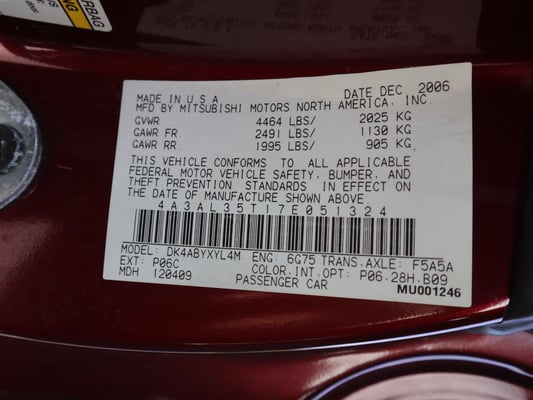 AIRBAG
MADE IN U.S.A. DATE DEC. 2006
MFD BY MITSUBISHI MOTORS NORTH AMERICA, INC.
GVWR 4464 LBS/ 2025 KG
GAWR FR 2491 LBS/ 1130 KG
GAWR RR 1995 LBS/ 905 KG
THIS VEHICLE CONFORMS TO ALL APPLICABLE
FEDERAL MOTOR VEHICLE SAFETY, BUMPER, AND
THEFT PREVENTION STANDARDS IN EFFECT ON
THE DATE OF MANUFACTURE SHOWN ABOVE.
4A3AL35T17E051324
MODEL: DK4ABYXYL4M ENG: 6G75 TRANS.AXLE: F5A5A
EXT: P06C COLOR.INT.OPT: P06.28H.B09
MDH 120409 PASSENGER CAR
MU001246